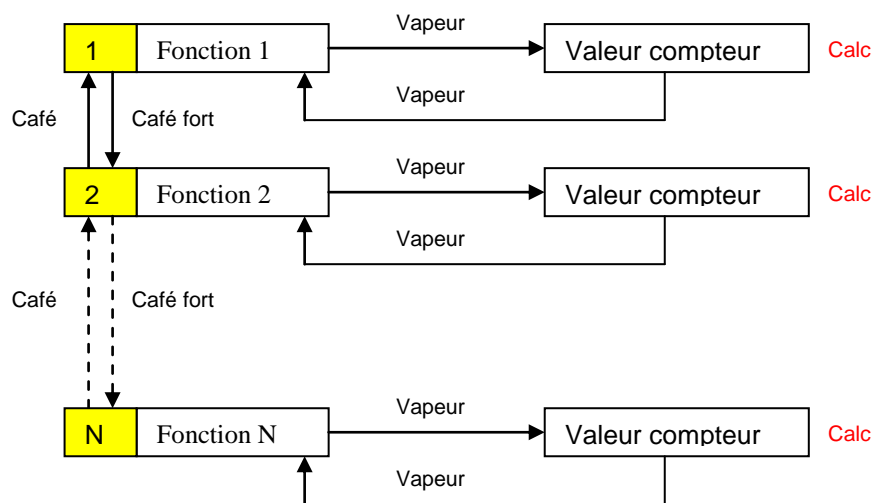 Vapeur
1 Fonction 1 Valeur compteur Calc
Vapeur
Café Café fort
Vapeur
2 Fonction 2 Valeur compteur Calc
Vapeur
Café Café fort
Vapeur
N Fonction N Valeur compteur Calc
Vapeur